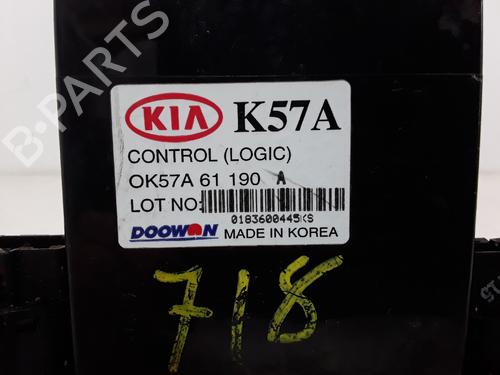 B-PARTS
KIA K57A
CONTROL (LOGIC)
OK57A 61 190 A
LOT NO:
0183600445KS
DOOWON MADE IN KOREA
718